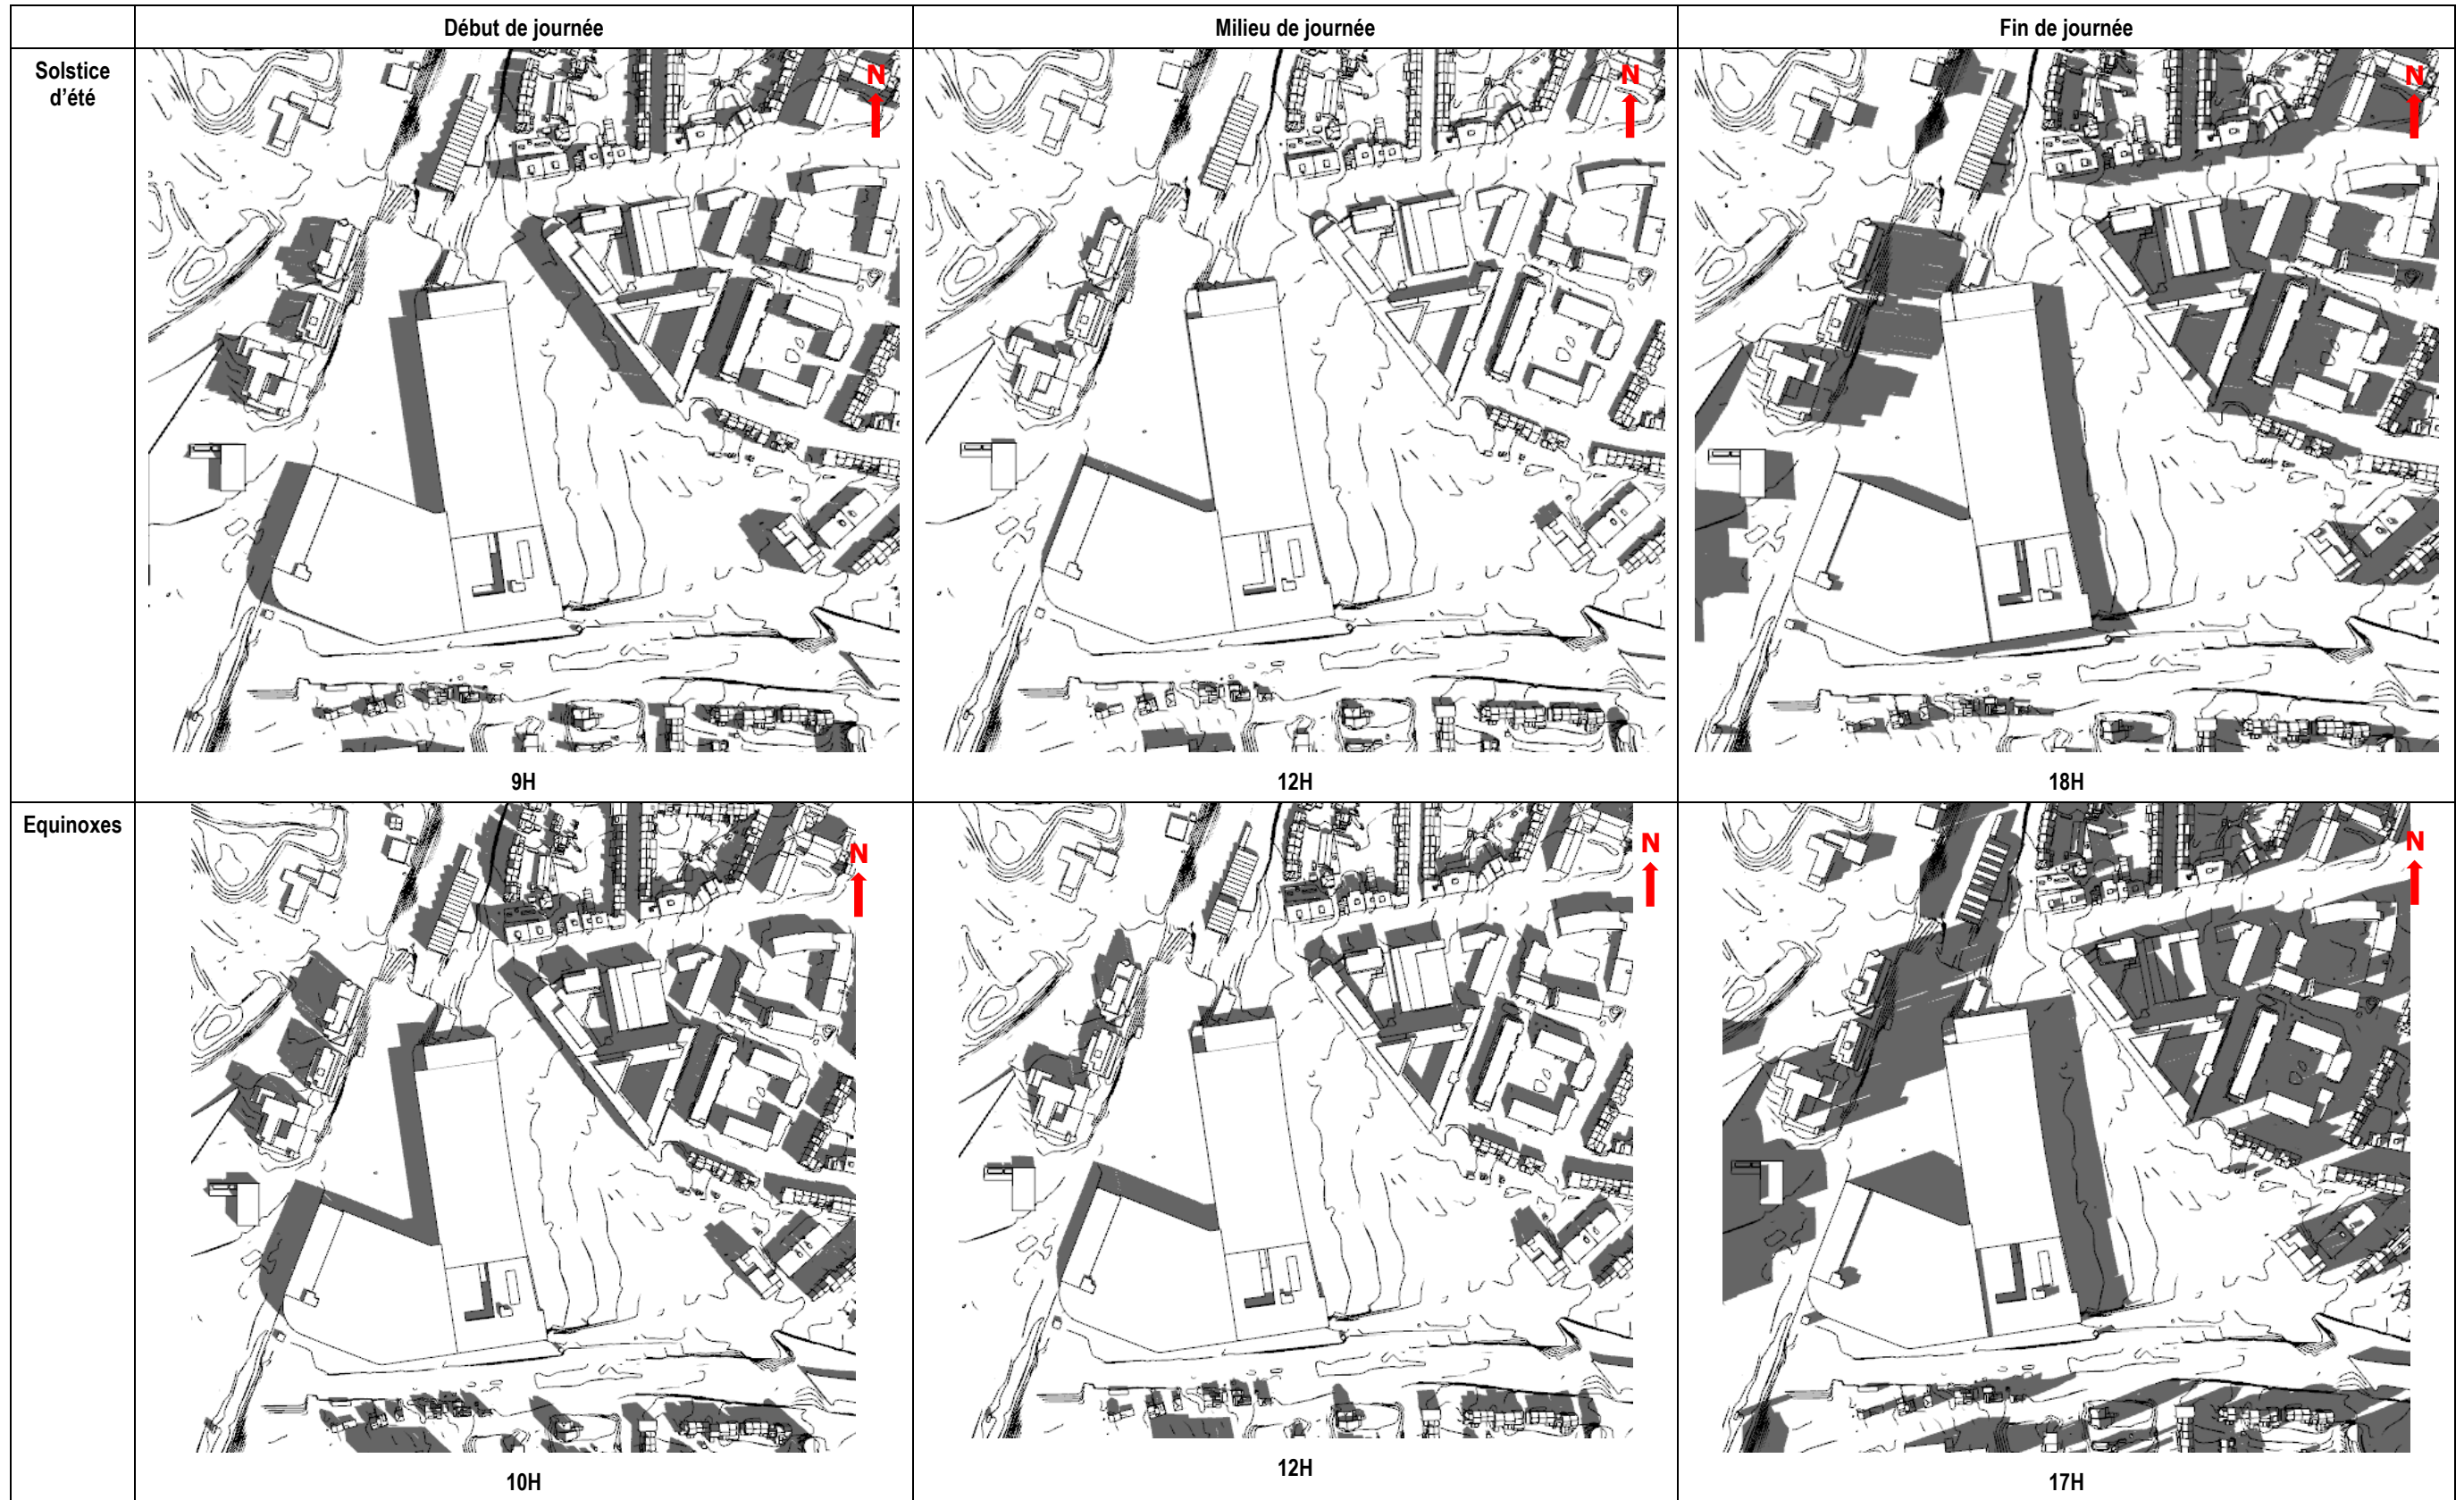 Début de journée
Milieu de journée
Fin de journée
Solstice
d'été
N
N
N
9H
12H
18H
Equinoxes
N
N
N
10H
12H
17H